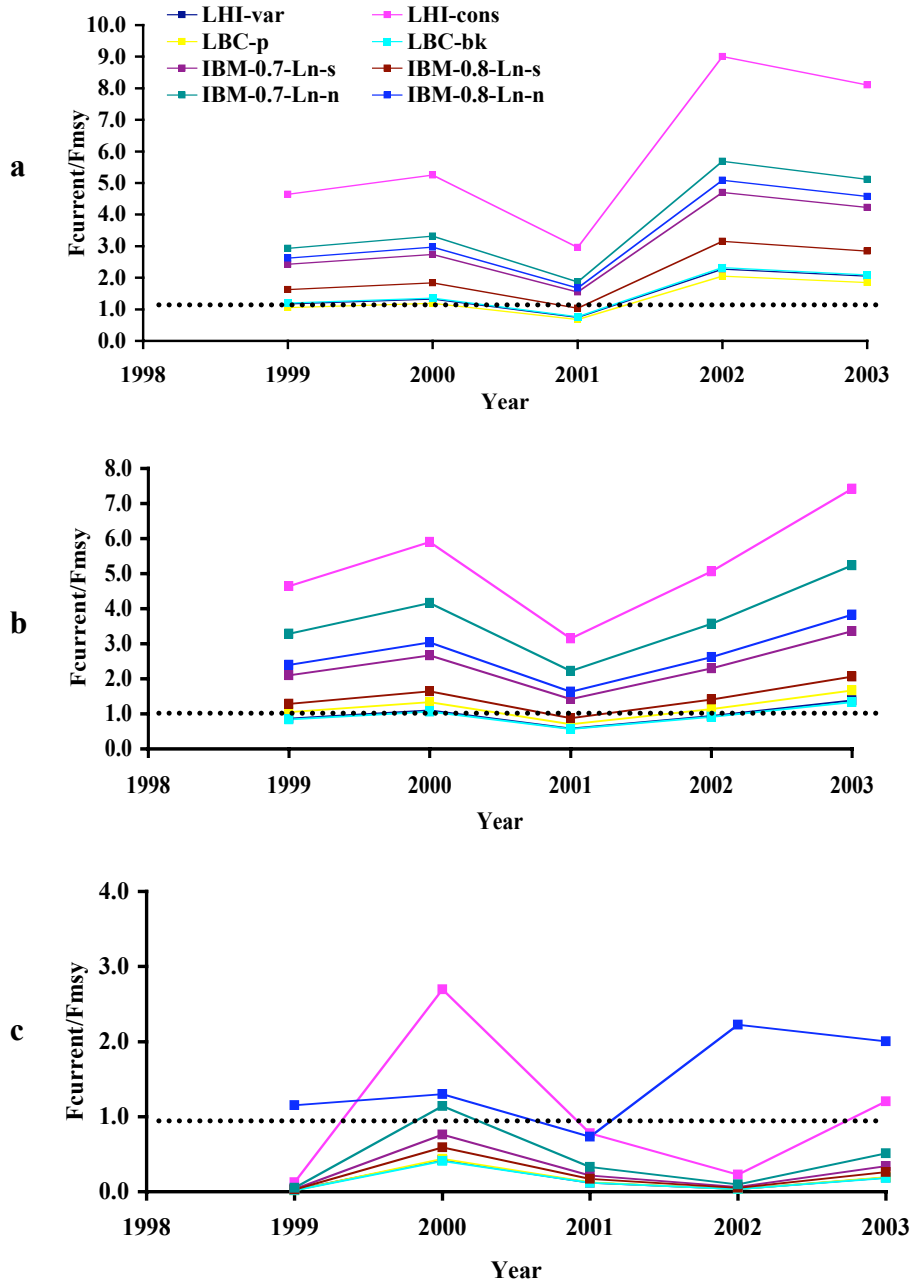 LHI-var LHI-cons
LBC-p LBC-bk
IBM-0.7-Ln-s IBM-0.8-Ln-s
IBM-0.7-Ln-n IBM-0.8-Ln-n
a
Fcurrent/Fmsy
10.0
9.0
8.0
7.0
6.0
5.0
4.0
3.0
2.0
1.0
0.0
1998 1999 2000 2001 2002 2003
Year
b
Fcurrent/Fmsy
8.0
7.0
6.0
5.0
4.0
3.0
2.0
1.0
0.0
1998 1999 2000 2001 2002 2003
Year
c
Fcurrent/Fmsy
4.0
3.0
2.0
1.0
0.0
1998 1999 2000 2001 2002 2003
Year